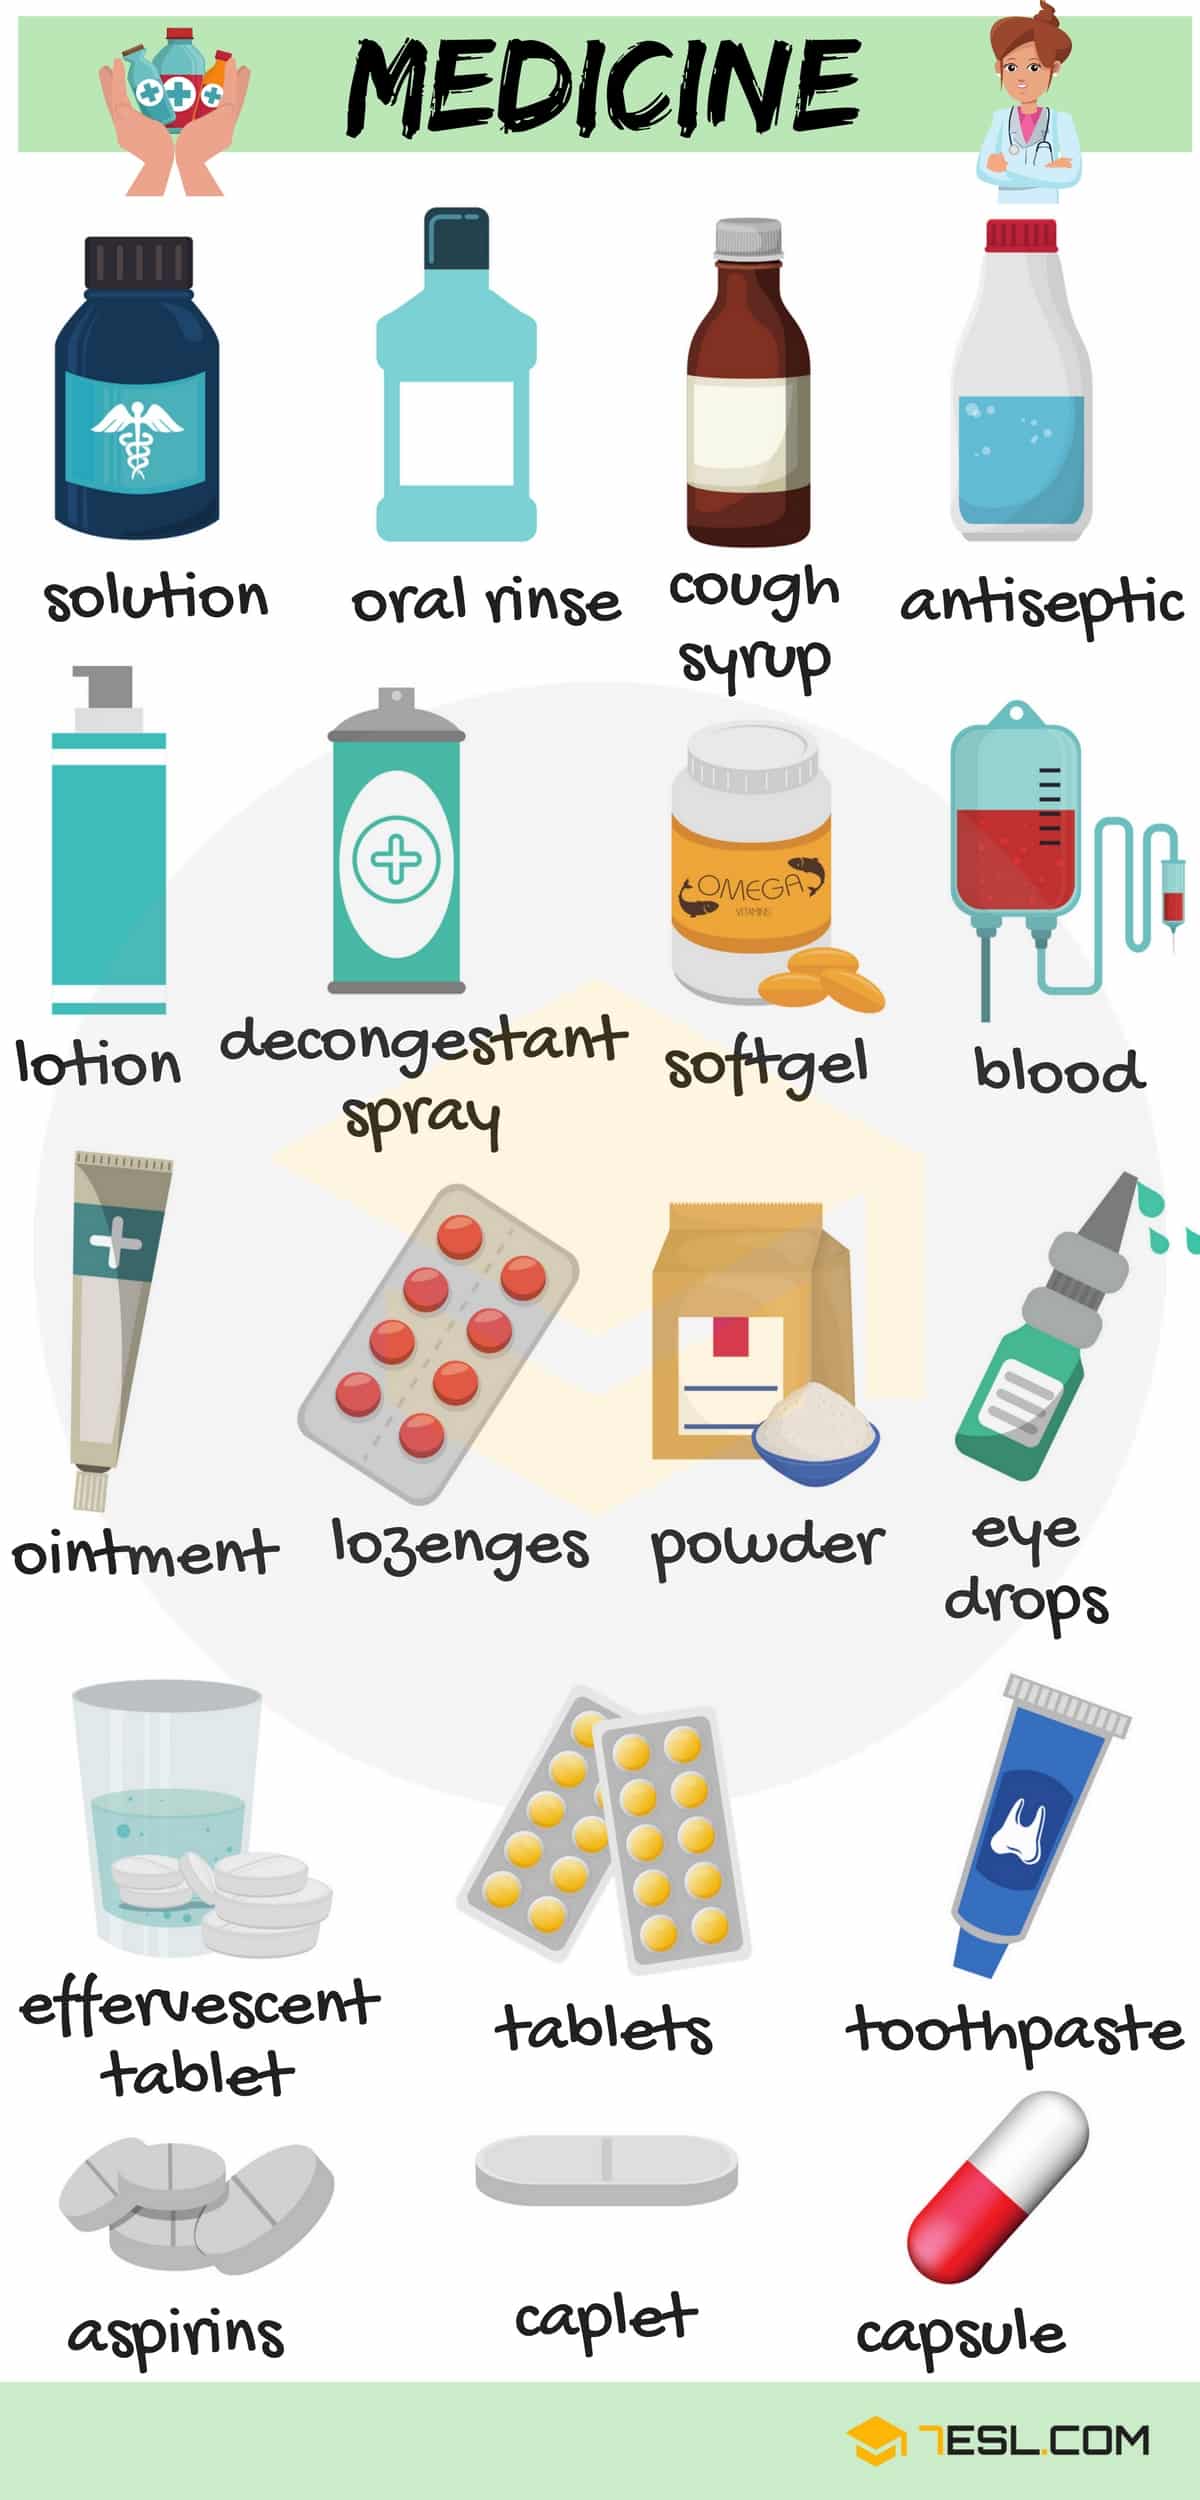 MEDICINE
solution
oral rinse
cough
syrup
antiseptic
OMEGA
VITAMINS
lotion
decongestant
spray
softgel
blood
ointment
lozenges
powder
eye
drops
effervescent
tablet
tablets
toothpaste
aspirins
caplet
capsule
7ESL.COM